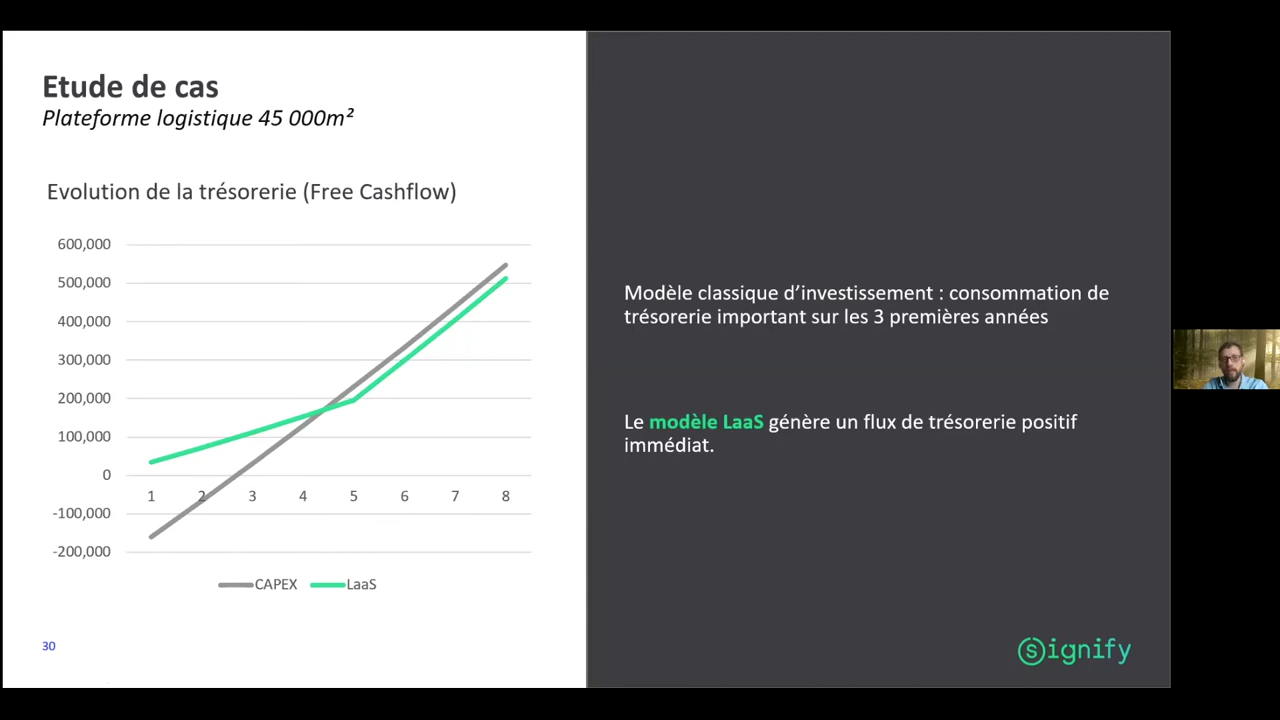 Etude de cas
Plateforme logistique 45 000m²
Evolution de la trésorerie (Free Cashflow)
600,000
500,000
400,000
300,000
200,000
100,000
0
1 2 3 4 5 6 7 8
-100,000
-200,000
CAPEX LaaS
30
Modèle classique d’investissement : consommation de
trésorerie important sur les 3 premières années
Le modèle LaaS génère un flux de trésorerie positif
immédiat.
signify